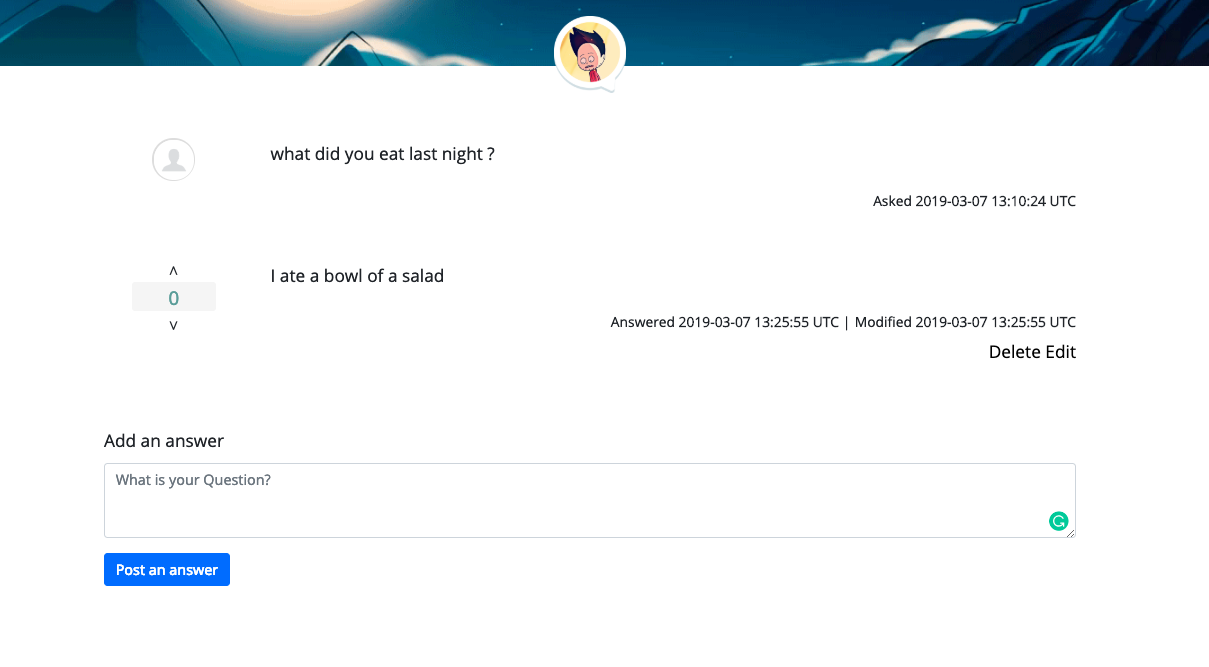 what did you eat last night ?
Asked 2019-03-07 13:10:24 UTC
^
0
v
I ate a bowl of a salad
Answered 2019-03-07 13:25:55 UTC | Modified 2019-03-07 13:25:55 UTC
Delete Edit
Add an answer
What is your Question?
Post an answer